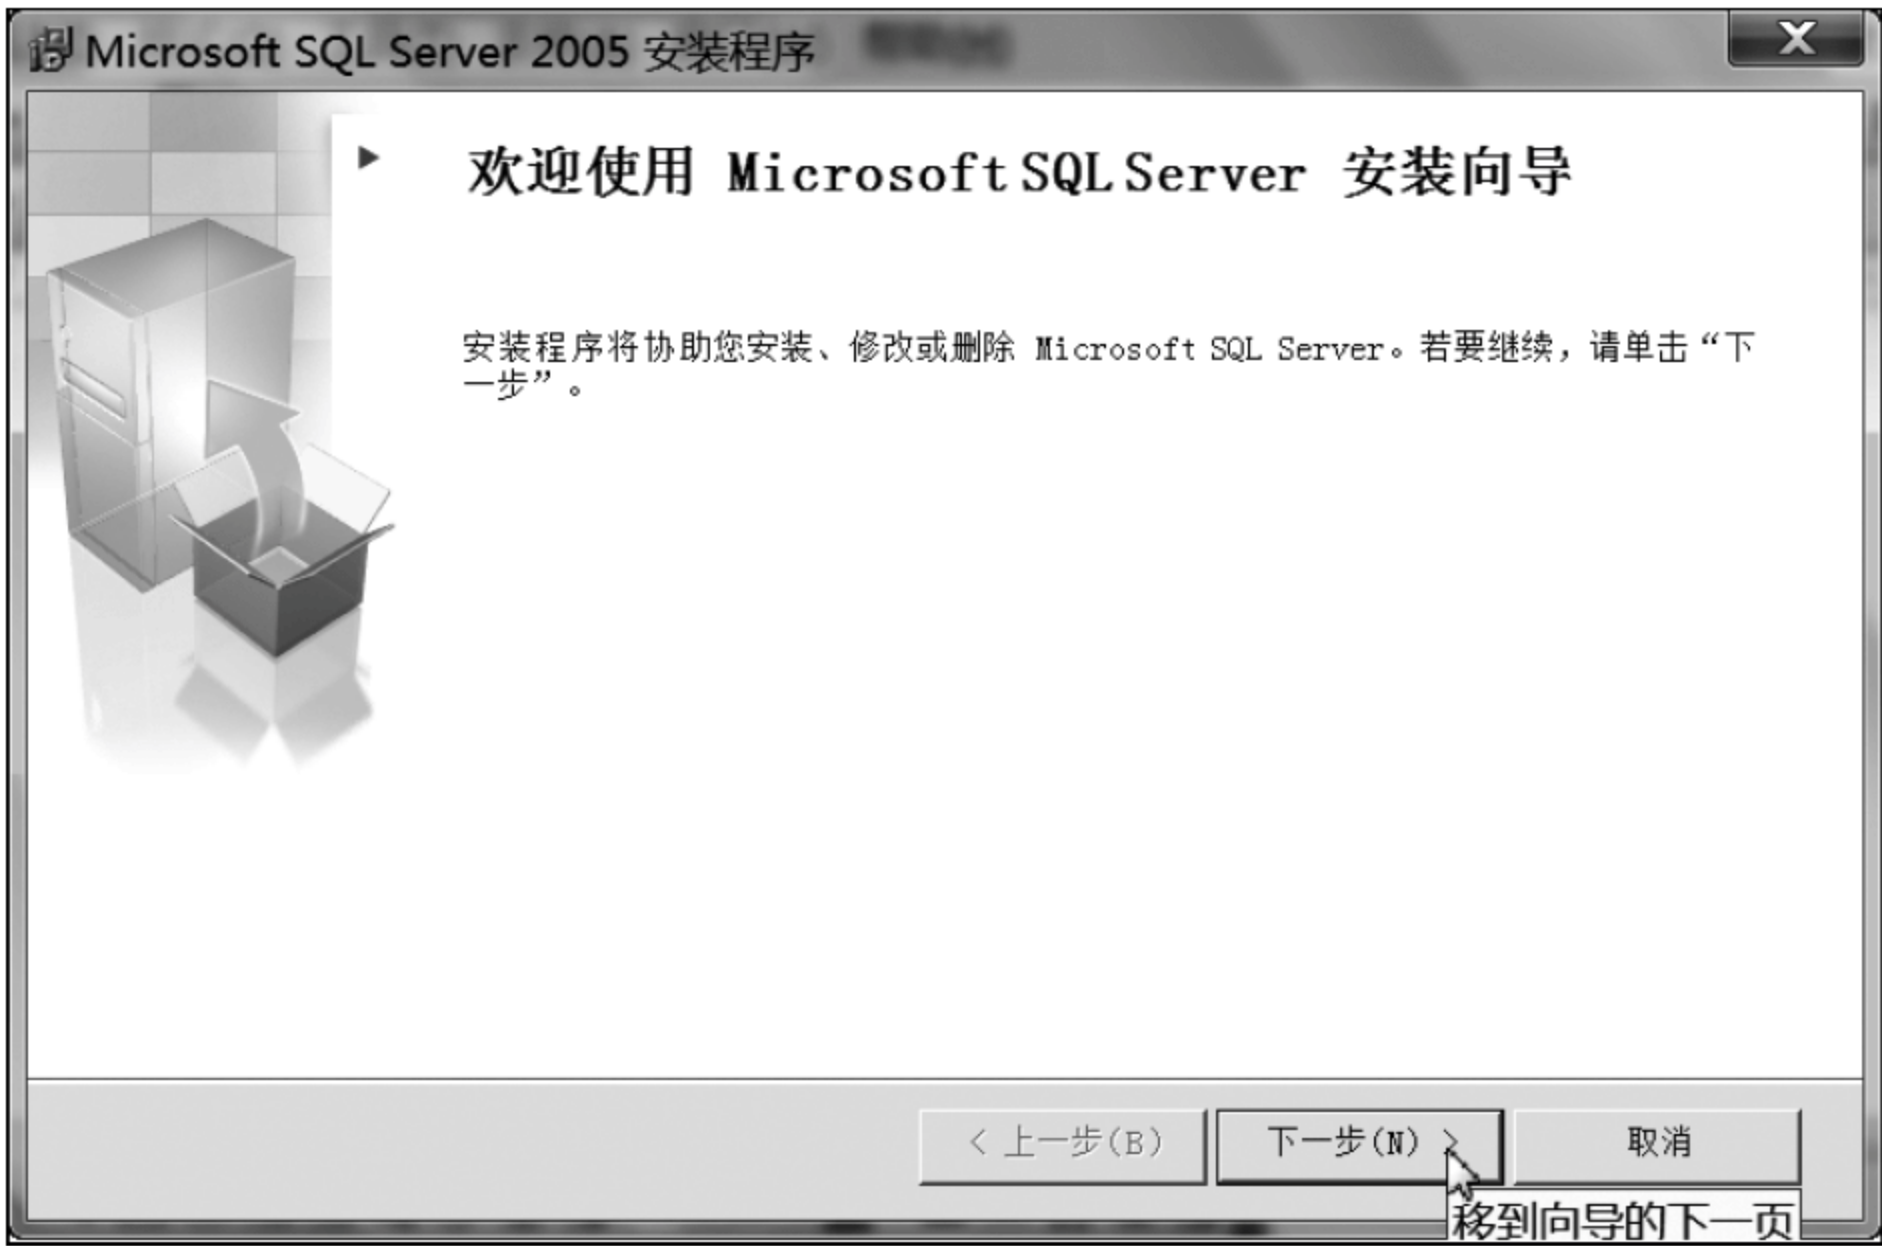 Microsoft SQL Server 2005 安装程序
欢迎使用 Microsoft SQL Server 安装向导
安装程序将协助您安装、修改或删除 Microsoft SQL Server。若要继续，请单击“下
一步”。
< 上一步(B)
下一步(N) >
取消
移到向导的下一页